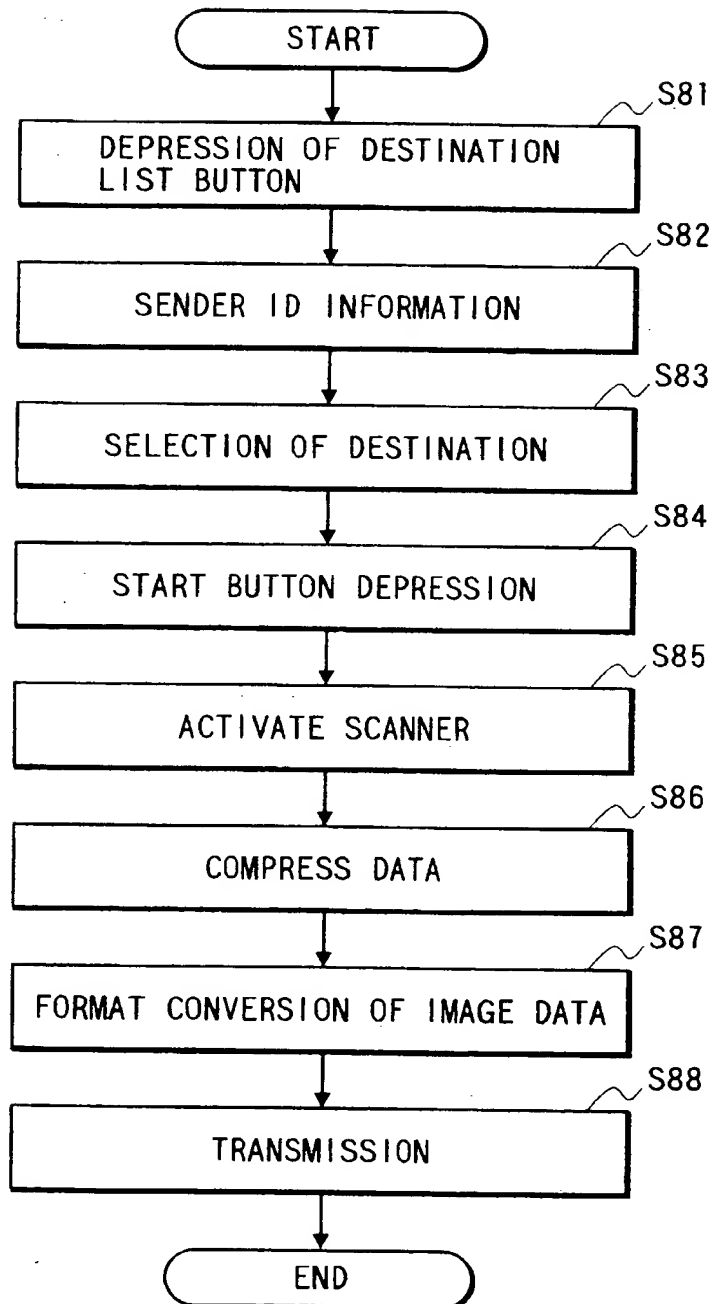 START
S81
DEPRESSION OF DESTINATION
LIST BUTTON
S82
SENDER ID INFORMATION
S83
SELECTION OF DESTINATION
S84
START BUTTON DEPRESSION
S85
ACTIVATE SCANNER
S86
COMPRESS DATA
S87
FORMAT CONVERSION OF IMAGE DATA
S88
TRANSMISSION
END